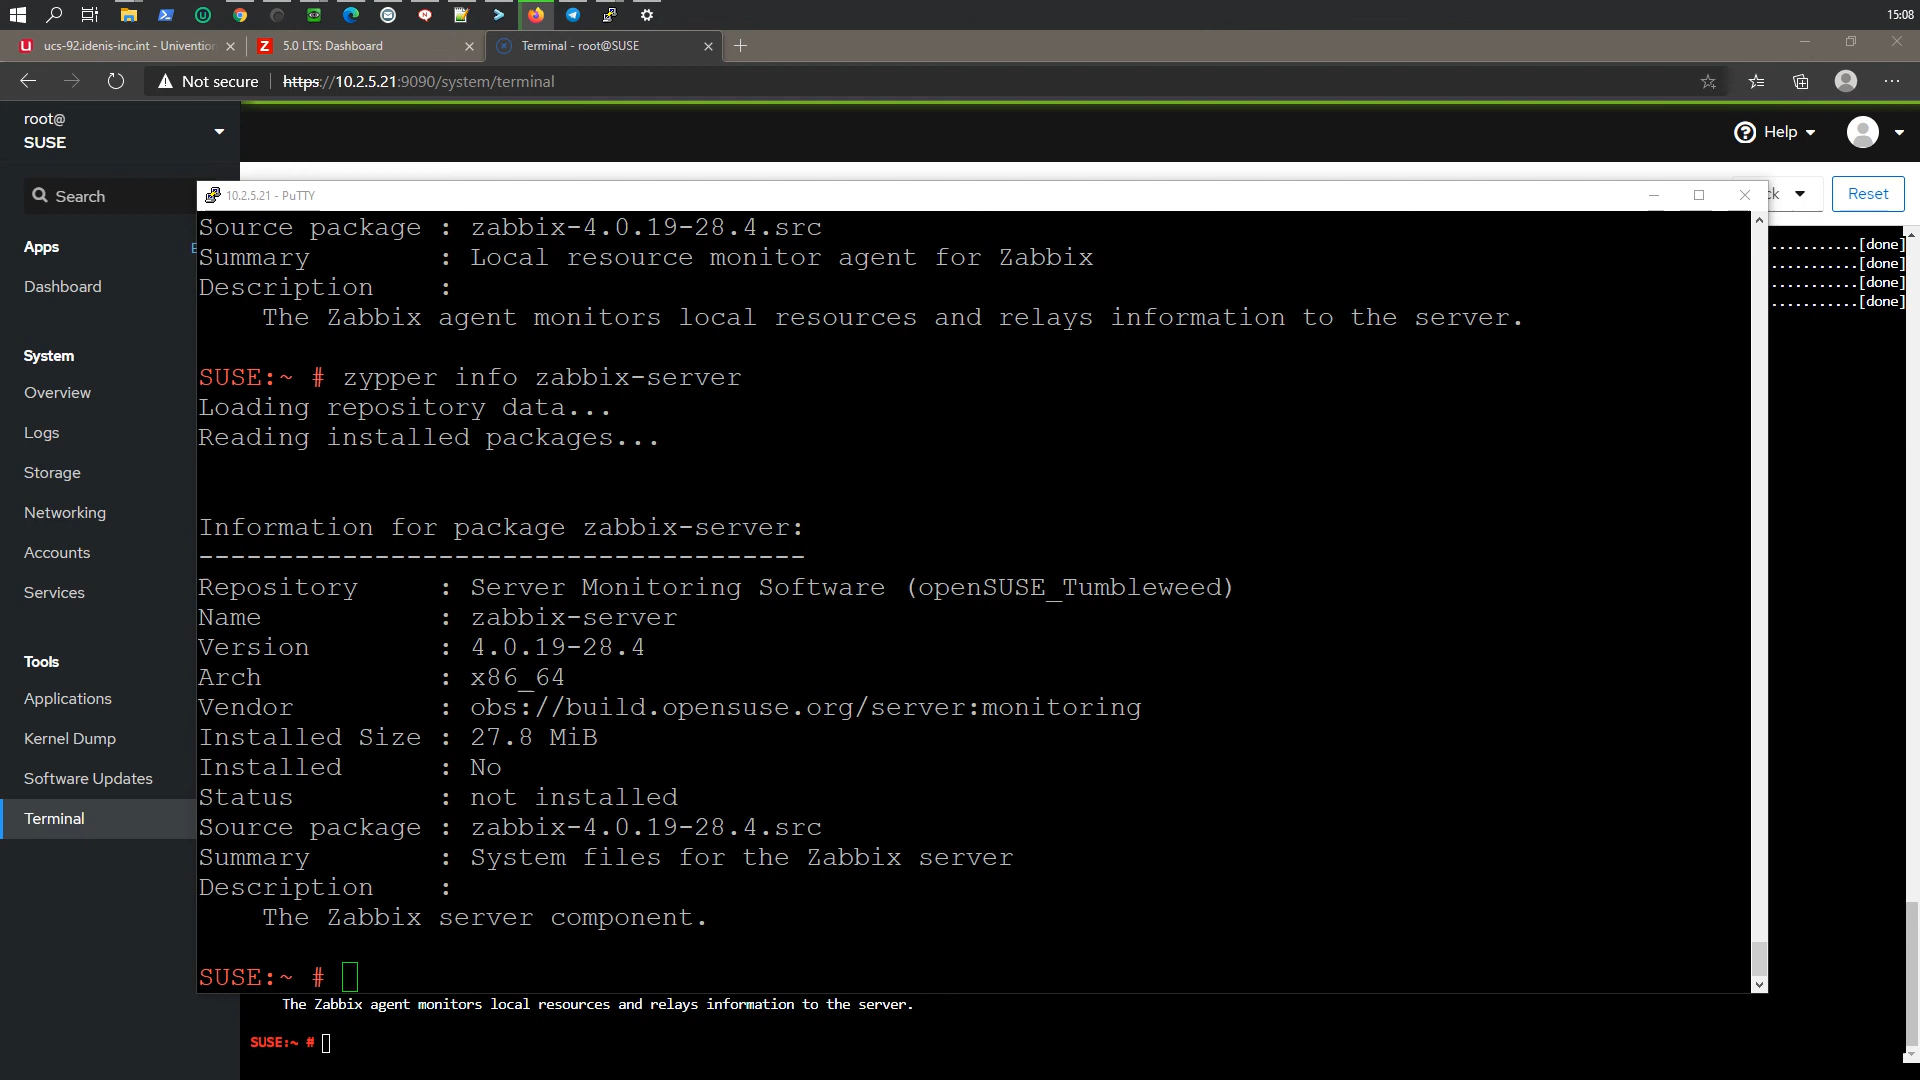 15:08
ucs-92.idenis-inc.int - Univention
5.0 LTS: Dashboard
Terminal - root@SUSE
Not secure
https://10.2.5.21:9090/system/terminal
root@
SUSE
Help
Search
Reset
Apps
Dashboard
System
Overview
Logs
Storage
Networking
Accounts
Services
Tools
Applications
Kernel Dump
Software Updates
Terminal
10.2.5.21 - PuTTY
Source package : zabbix-4.0.19-28.4.src
Summary        : Local resource monitor agent for Zabbix
Description    :
    The Zabbix agent monitors local resources and relays information to the server.
SUSE:~ # zypper info zabbix-server
Loading repository data...
Reading installed packages...
Information for package zabbix-server:
--------------------------------------
Repository     : Server Monitoring Software (openSUSE_Tumbleweed)
Name           : zabbix-server
Version        : 4.0.19-28.4
Arch           : x86_64
Vendor         : obs://build.opensuse.org/server:monitoring
Installed Size : 27.8 MiB
Installed      : No
Status         : not installed
Source package : zabbix-4.0.19-28.4.src
Summary        : System files for the Zabbix server
Description    :
    The Zabbix server component.
SUSE:~ #
...........[done]
...........[done]
...........[done]
...........[done]
The Zabbix agent monitors local resources and relays information to the server.
SUSE:~ #